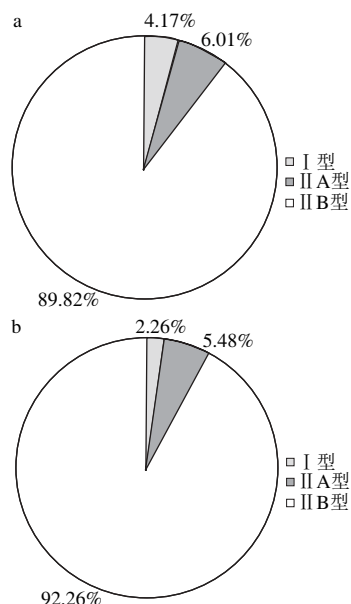 a
4.17%
6.01%
Ⅰ型
ⅡA型
ⅡB型
89.82%
b
2.26%
5.48%
Ⅰ型
ⅡA型
ⅡB型
92.26%